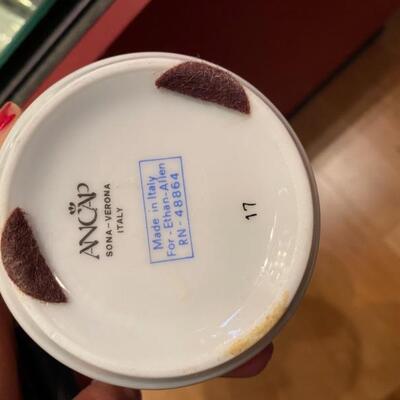 ANCAP
SONA-VERONA
ITALY
Made in Italy
For-Ethan-Allen
RN-48864
17